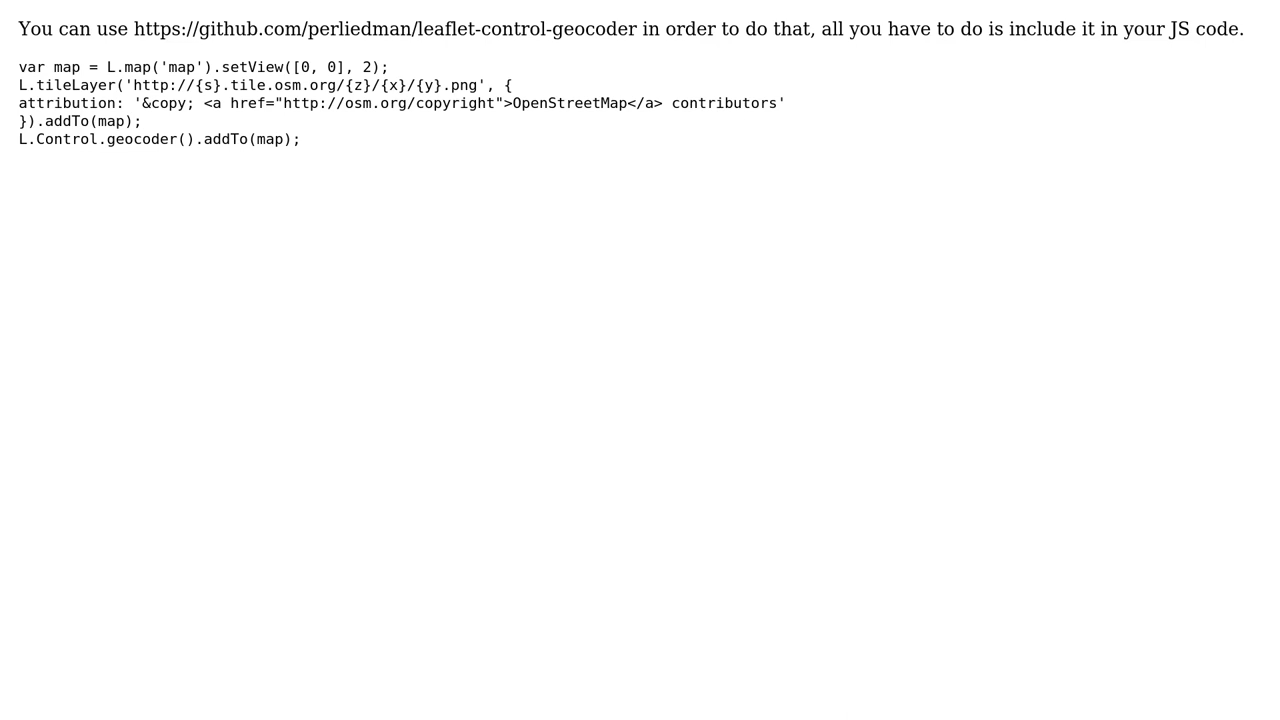 You can use https://github.com/perliedman/leaflet-control-geocoder in order to do that, all you have to do is include it in your JS code.
var map = L.map('map').setView([0, 0], 2);
L.tileLayer('http://{s}.tile.osm.org/{z}/{x}/{y}.png', {
attribution: '&copy; <a href="http://osm.org/copyright">OpenStreetMap</a> contributors'
}).addTo(map);
L.Control.geocoder().addTo(map);